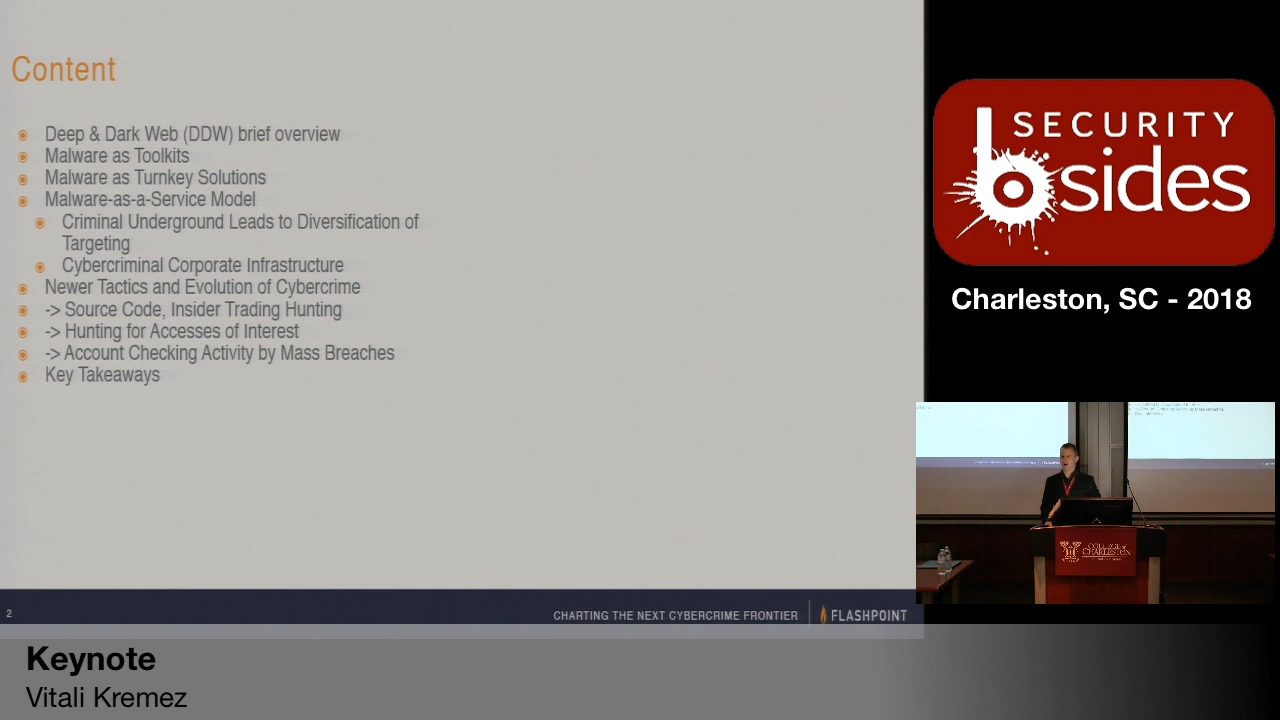 Content
Deep & Dark Web (DDW) brief overview
Malware as Toolkits
Malware as Turnkey Solutions
Malware-as-a-Service Model
Criminal Underground Leads to Diversification of
Targeting
Cybercriminal Corporate Infrastructure
Newer Tactics and Evolution of Cybercrime
-> Source Code, Insider Trading Hunting
-> Hunting for Accesses of Interest
-> Account Checking Activity by Mass Breaches
Key Takeaways
2
CHARTING THE NEXT CYBERCRIME FRONTIER
FLASHPOINT
SECURITY
bsides
Charleston, SC - 2018
COLLEGE of
CHARLESTON
Keynote
Vitali Kremez